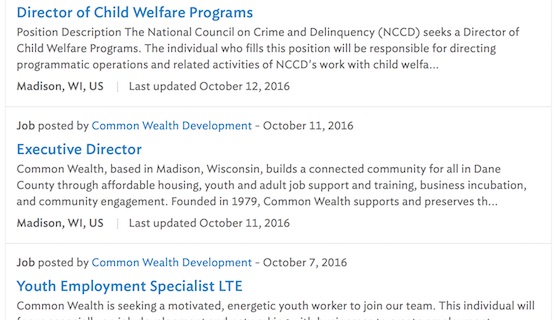 Director of Child Welfare Programs
Position Description The National Council on Crime and Delinquency (NCCD) seeks a Director of
Child Welfare Programs. The individual who fills this position will be responsible for directing
programmatic operations and related activities of NCCD's work with child welfa...
Madison, WI, US | Last updated October 12, 2016
Job posted by Common Wealth Development - October 11, 2016
Executive Director
Common Wealth, based in Madison, Wisconsin, builds a connected community for all in Dane
County through affordable housing, youth and adult job support and training, business incubation,
and community engagement. Founded in 1979, Common Wealth supports and preserves th...
Madison, WI, US | Last updated October 11, 2016
Job posted by Common Wealth Development - October 7, 2016
Youth Employment Specialist LTE
Common Wealth is seeking a motivated, energetic youth worker to join our team. This individual will